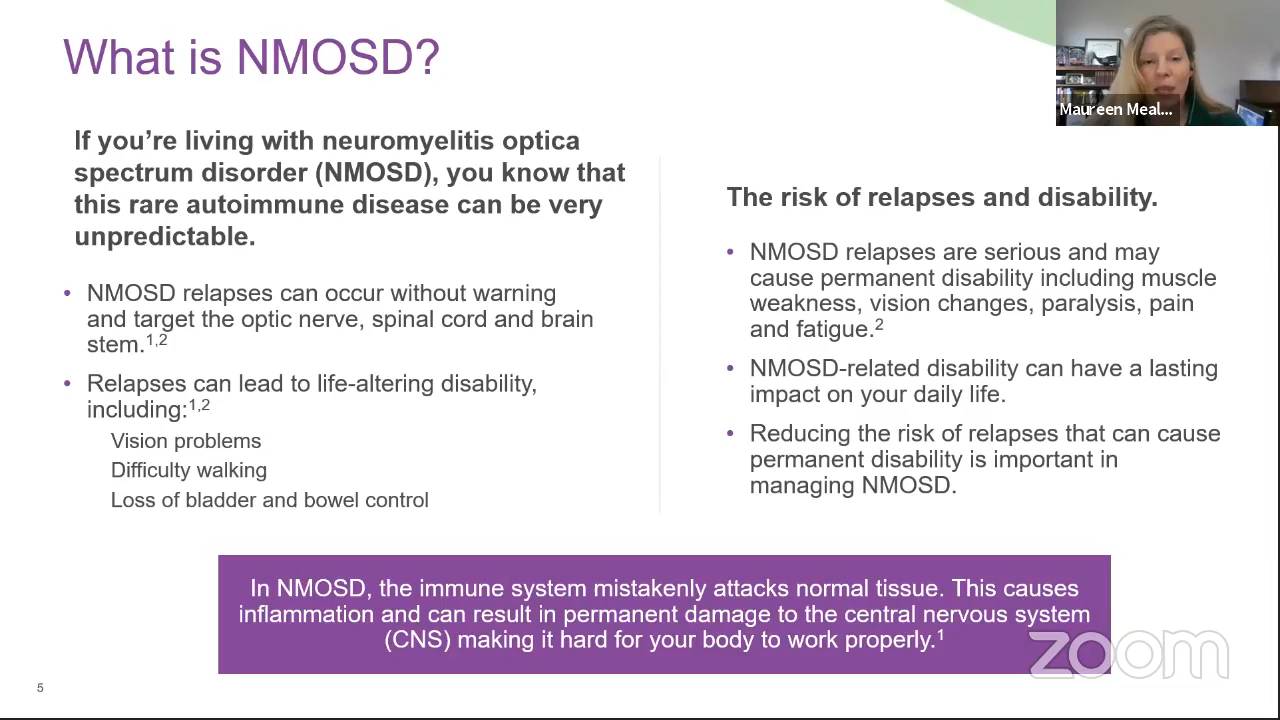 What is NMOSD?
Maureen Meal...
If you’re living with neuromyelitis optica
spectrum disorder (NMOSD), you know that
this rare autoimmune disease can be very
unpredictable.
• NMOSD relapses can occur without warning
and target the optic nerve, spinal cord and brain
stem.1,2
• Relapses can lead to life-altering disability,
including:1,2
Vision problems
Difficulty walking
Loss of bladder and bowel control
The risk of relapses and disability.
• NMOSD relapses are serious and may
cause permanent disability including muscle
weakness, vision changes, paralysis, pain
and fatigue.2
• NMOSD-related disability can have a lasting
impact on your daily life.
• Reducing the risk of relapses that can cause
permanent disability is important in
managing NMOSD.
In NMOSD, the immune system mistakenly attacks normal tissue. This causes
inflammation and can result in permanent damage to the central nervous system
(CNS) making it hard for your body to work properly.1
zoom
5